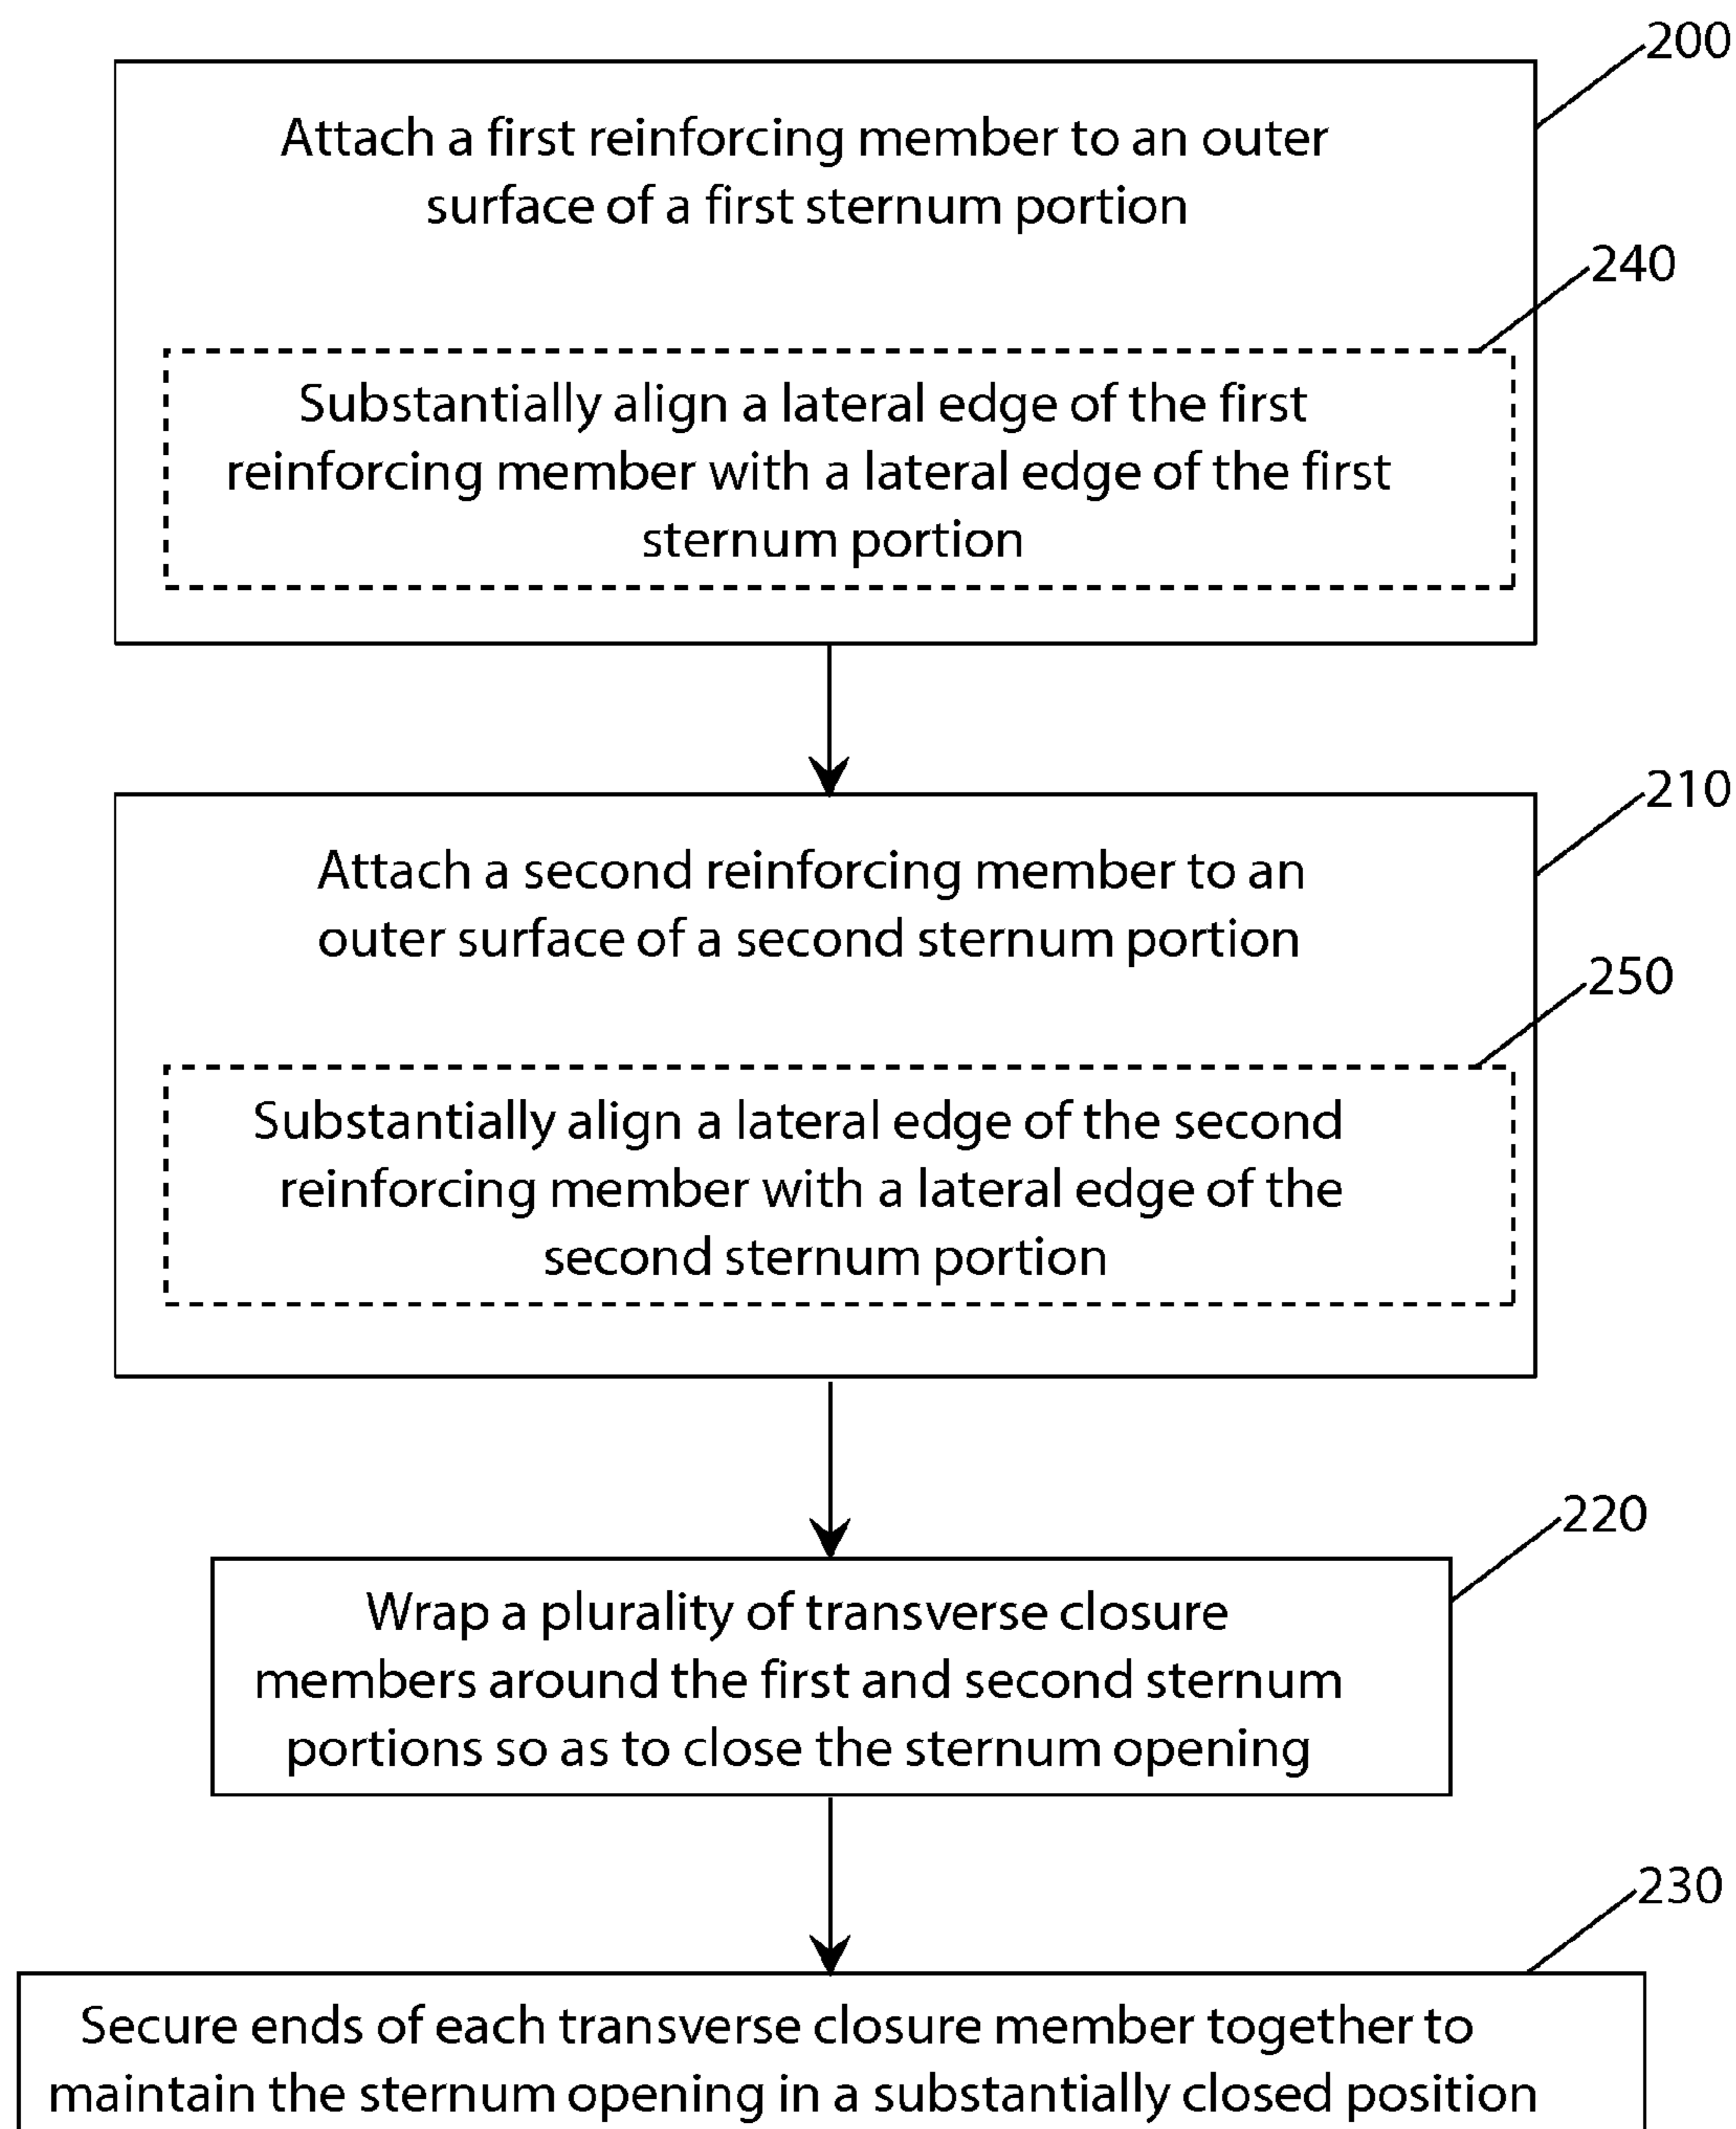 200
Attach a first reinforcing member to an outer
surface of a first sternum portion
240
Substantially align a lateral edge of the first
reinforcing member with a lateral edge of the first
sternum portion
210
Attach a second reinforcing member to an
outer surface of a second sternum portion
250
Substantially align a lateral edge of the second
reinforcing member with a lateral edge of the
second sternum portion
220
Wrap a plurality of transverse closure
members around the first and second sternum
portions so as to close the sternum opening
230
Secure ends of each transverse closure member together to
maintain the sternum opening in a substantially closed position